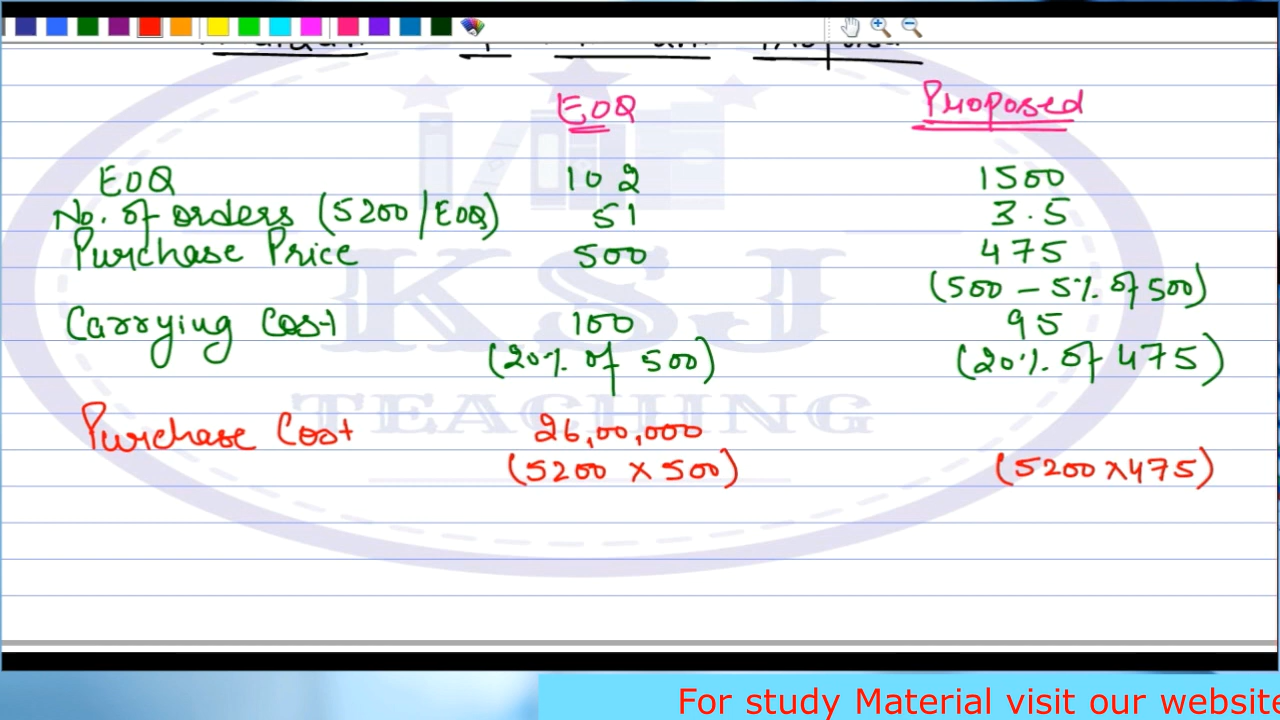 EOQ Proposed
EOQ 102 1500
No. of orders (5200/EOQ) 51 3.5
Purchase Price 500 475
(500 - 5% of 500)
Carrying Cost 100 95
(20% of 500) (20% of 475)
Purchase Cost 26,00,000
(5200 x 500) (5200 x 475)
KSJ
TEACHING
For study Material visit our website